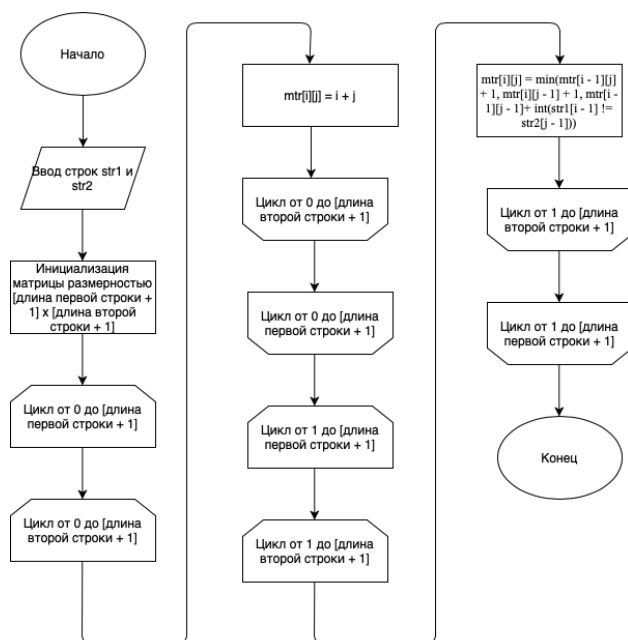 Начало
Ввод строк str1 и
str2
Инициализация
матрицы размерностью
[длина первой строки +
1] x [длина второй
строки + 1]
Цикл от 0 до [длина
первой строки + 1]
Цикл от 0 до [длина
второй строки + 1]
mtr[i][j] = i + j
Цикл от 0 до [длина
второй строки + 1]
Цикл от 0 до [длина
первой строки + 1]
Цикл от 1 до [длина
первой строки + 1]
Цикл от 1 до [длина
второй строки + 1]
mtr[i][j] = min(mtr[i - 1][j]
+ 1, mtr[i][j - 1] + 1, mtr[i -
1][j - 1]+ int(str1[i - 1] !=
str2[j - 1]))
Цикл от 1 до [длина
второй строки + 1]
Цикл от 1 до [длина
первой строки + 1]
Конец